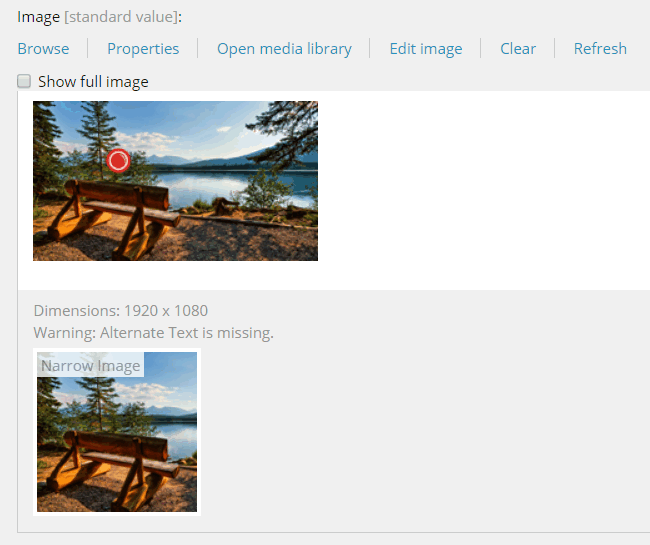 Image [standard value]:
Browse Properties Open media library Edit image Clear Refresh
Show full image
Dimensions: 1920 x 1080
Warning: Alternate Text is missing.
Narrow Image